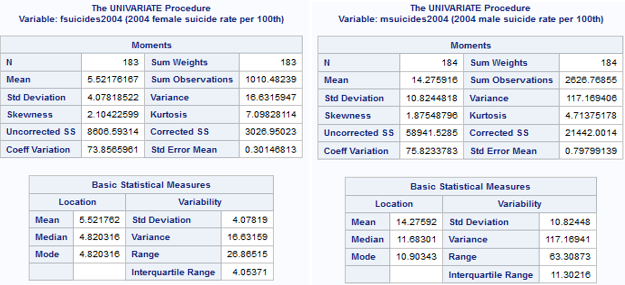 The UNIVARIATE Procedure
Variable: fsuicides2004 (2004 female suicide rate per 100th)
Moments
N 183 Sum Weights 183
Mean 5.52176167 Sum Observations 1010.48239
Std Deviation 4.07818522 Variance 16.6315947
Skewness 2.10422599 Kurtosis 7.09828114
Uncorrected SS 8606.59314 Corrected SS 3026.95023
Coeff Variation 73.8565961 Std Error Mean 0.30146813
Basic Statistical Measures
Location Variability
Mean 5.521762 Std Deviation 4.07819
Median 4.820316 Variance 16.63159
Mode 4.820316 Range 26.86515
Interquartile Range 4.05371
The UNIVARIATE Procedure
Variable: msuicides2004 (2004 male suicide rate per 100th)
Moments
N 184 Sum Weights 184
Mean 14.275916 Sum Observations 2626.76855
Std Deviation 10.8244818 Variance 117.169406
Skewness 1.87548796 Kurtosis 4.71375178
Uncorrected SS 58941.5285 Corrected SS 21442.0014
Coeff Variation 75.8233783 Std Error Mean 0.79799139
Basic Statistical Measures
Location Variability
Mean 14.27592 Std Deviation 10.82448
Median 11.68301 Variance 117.16941
Mode 10.90343 Range 63.30873
Interquartile Range 11.30216